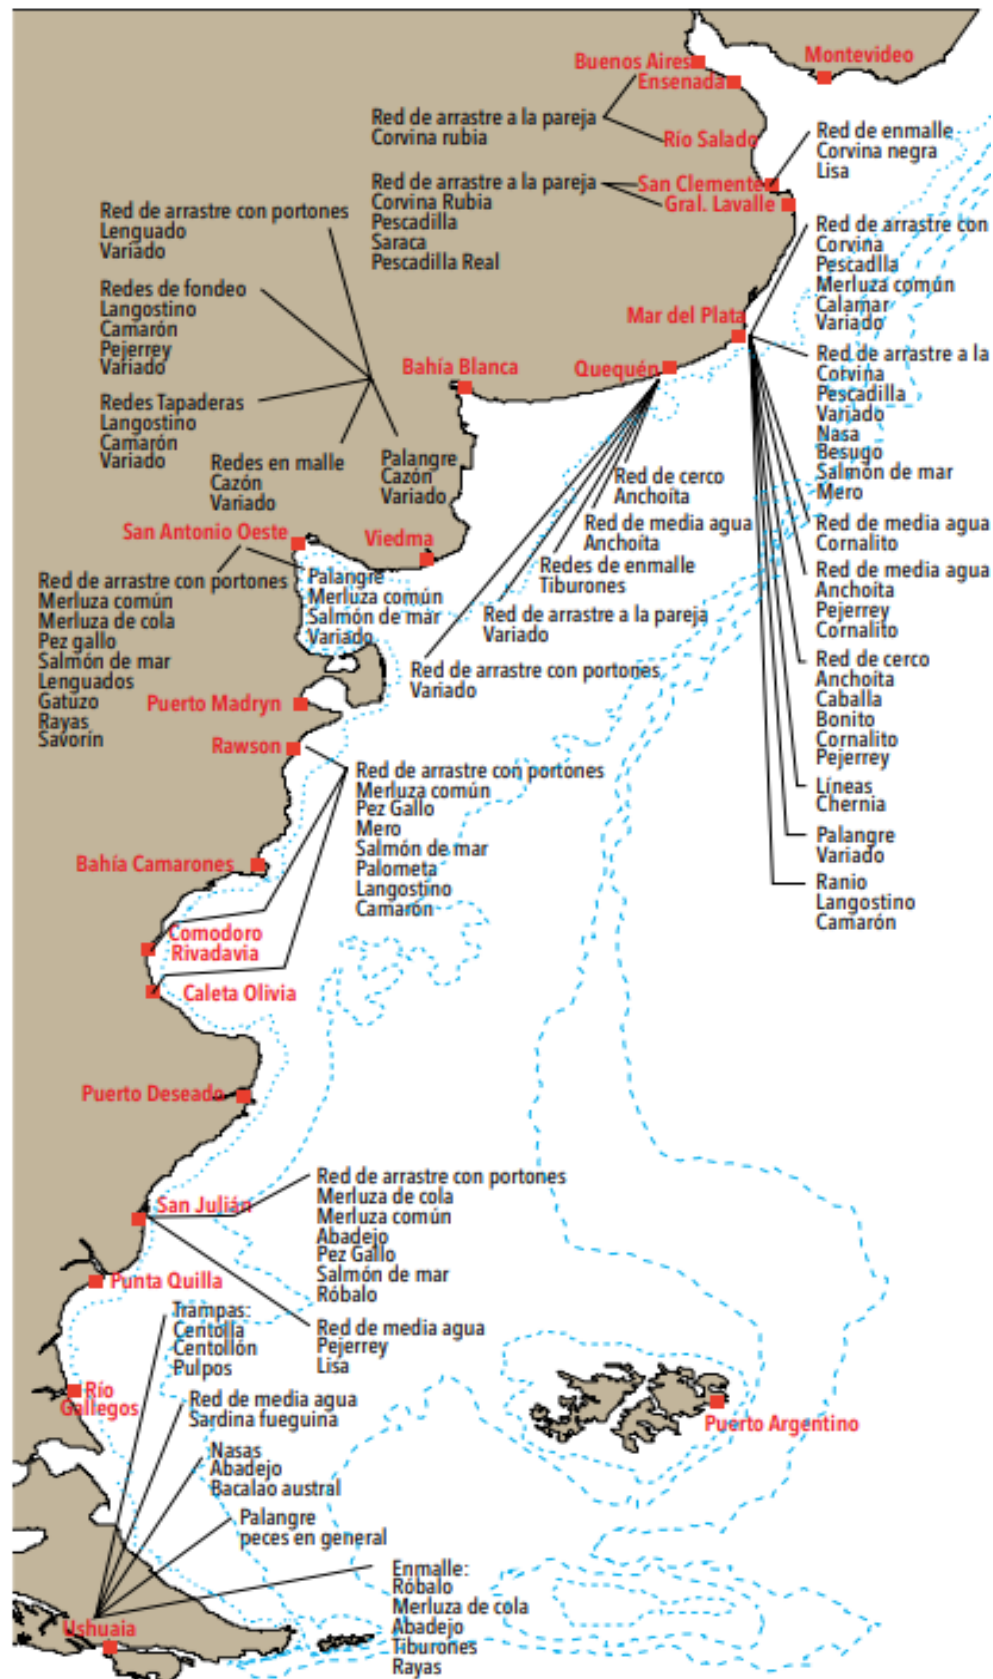 Montevideo
Buenos Aires
Ensenada
Red de arrastre a la pareja
Corvina rubia
Río Salado
Red de enmalle
Corvina negra
Lisa
Red de arrastre a la pareja
Corvina Rubia
Pescadilla
Saraca
Pescadilla Real
San Clemente
Gral. Lavalle
Red de arrastre con portones
Lenguado
Variado
Redes de fondeo
Langostino
Camarón
Pejerrey
Variado
Redes Tapaderas
Langostino
Camarón
Variado
Redes en malle
Cazón
Variado
Palangre
Cazón
Variado
Bahía Blanca
Quequén
Mar del Plata
Red de arrastre con
Corvina
Pescadlla
Merluza común
Calamar
Variado
Red de arrastre a la
Corvina
Pescadilla
Variado
Nasa
Besugo
Salmón de mar
Mero
Red de media agua
Cornalito
Red de media agua
Anchoíta
Pejerrey
Cornalito
Red de cerco
Anchoíta
Caballa
Bonito
Cornalito
Pejerrey
Líneas
Chernia
Palangre
Variado
Ranio
Langostino
Camarón
Red de cerco
Anchoíta
Red de media agua
Anchoíta
Redes de enmalle
Tiburones
Red de arrastre a la pareja
Variado
Red de arrastre con portones
Variado
San Antonio Oeste
Viedma
Red de arrastre con portones
Merluza común
Merluza de cola
Pez gallo
Salmón de mar
Lenguados
Gatuzo
Rayas
Savorín
Palangre
Merluza común
Salmón de mar
Variado
Puerto Madryn
Rawson
Red de arrastre con portones
Merluza común
Pez Gallo
Mero
Salmón de mar
Palometa
Langostino
Camarón
Bahía Camarones
Comodoro
Rivadavia
Caleta Olivia
Puerto Deseado
San Julián
Red de arrastre con portones
Merluza de cola
Merluza común
Abadejo
Pez Gallo
Salmón de mar
Róbalo
Red de media agua
Pejerrey
Lisa
Punta Quilla
Trampas:
Centolla
Centollón
Pulpos
Río
Gallegos
Red de media agua
Sardina fueguina
Nasas
Abadejo
Bacalao austral
Palangre
peces en general
Enmalle:
Róbalo
Merluza de cola
Abadejo
Tiburones
Rayas
Ushuaia
Puerto Argentino